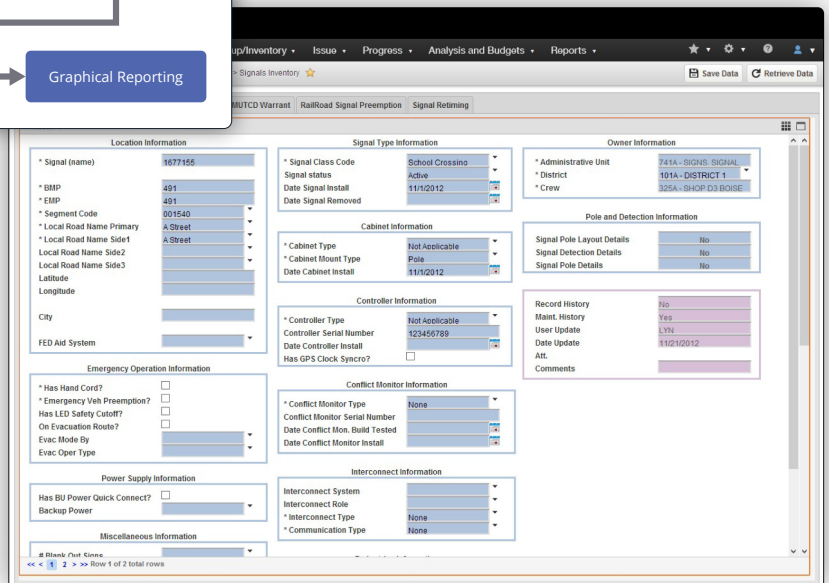 Graphical Reporting
up/Inventory Issue Progress Analysis and Budgets Reports
> Signals Inventory
Save Data Retrieve Data
MUTCD Warrant RailRoad Signal Preemption Signal Retiming
Location Information
* Signal (name) 1677155
* BMP 491
* EMP 491
* Segment Code 001540
* Local Road Name Primary A Street
* Local Road Name Side1 A Street
Local Road Name Side2
Local Road Name Side3
Latitude
Longitude
City
FED Aid System
Emergency Operation Information
* Has Hand Cord?
* Emergency Veh Preemption?
Has LED Safety Cutoff?
On Evacuation Route?
Evac Mode By
Evac Oper Type
Power Supply Information
Has BU Power Quick Connect?
Backup Power
Miscellaneous Information
# Blank Out Signs
Signal Type Information
* Signal Class Code School Crossing
Signal status Active
Date Signal Install 11/1/2012
Date Signal Removed
Cabinet Information
* Cabinet Type Not Applicable
* Cabinet Mount Type Pole
Date Cabinet Install 11/1/2012
Controller Information
* Controller Type Not Applicable
Controller Serial Number 123456789
Date Controller Install
Has GPS Clock Syncro?
Conflict Monitor Information
* Conflict Monitor Type None
Conflict Monitor Serial Number
Date Conflict Mon. Build Tested
Date Conflict Monitor Install
Interconnect Information
Interconnect System
Interconnect Role
* Interconnect Type None
* Communication Type None
Owner Information
* Administrative Unit 741A - SIGNS, SIGNAL,
* District 101A - DISTRICT 1
* Crew 325A - SHOP D3 BOISE
Pole and Detection Information
Signal Pole Layout Details No
Signal Detection Details No
Signal Pole Details No
Record History No
Maint. History Yes
User Update LYN
Date Update 11/21/2012
Att.
Comments
<< < 1 2 > >> Row 1 of 2 total rows